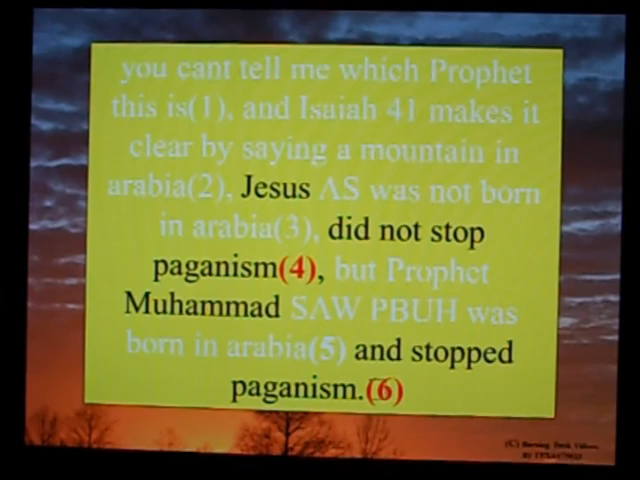 you cant tell me which Prophet
this is(1), and Isaiah 41 makes it
clear by saying a mountain in
arabia(2), Jesus AS was not born
in arabia(3), did not stop
paganism(4), but Prophet
Muhammad SAW PBUH was
born in arabia(5) and stopped
paganism.(6)